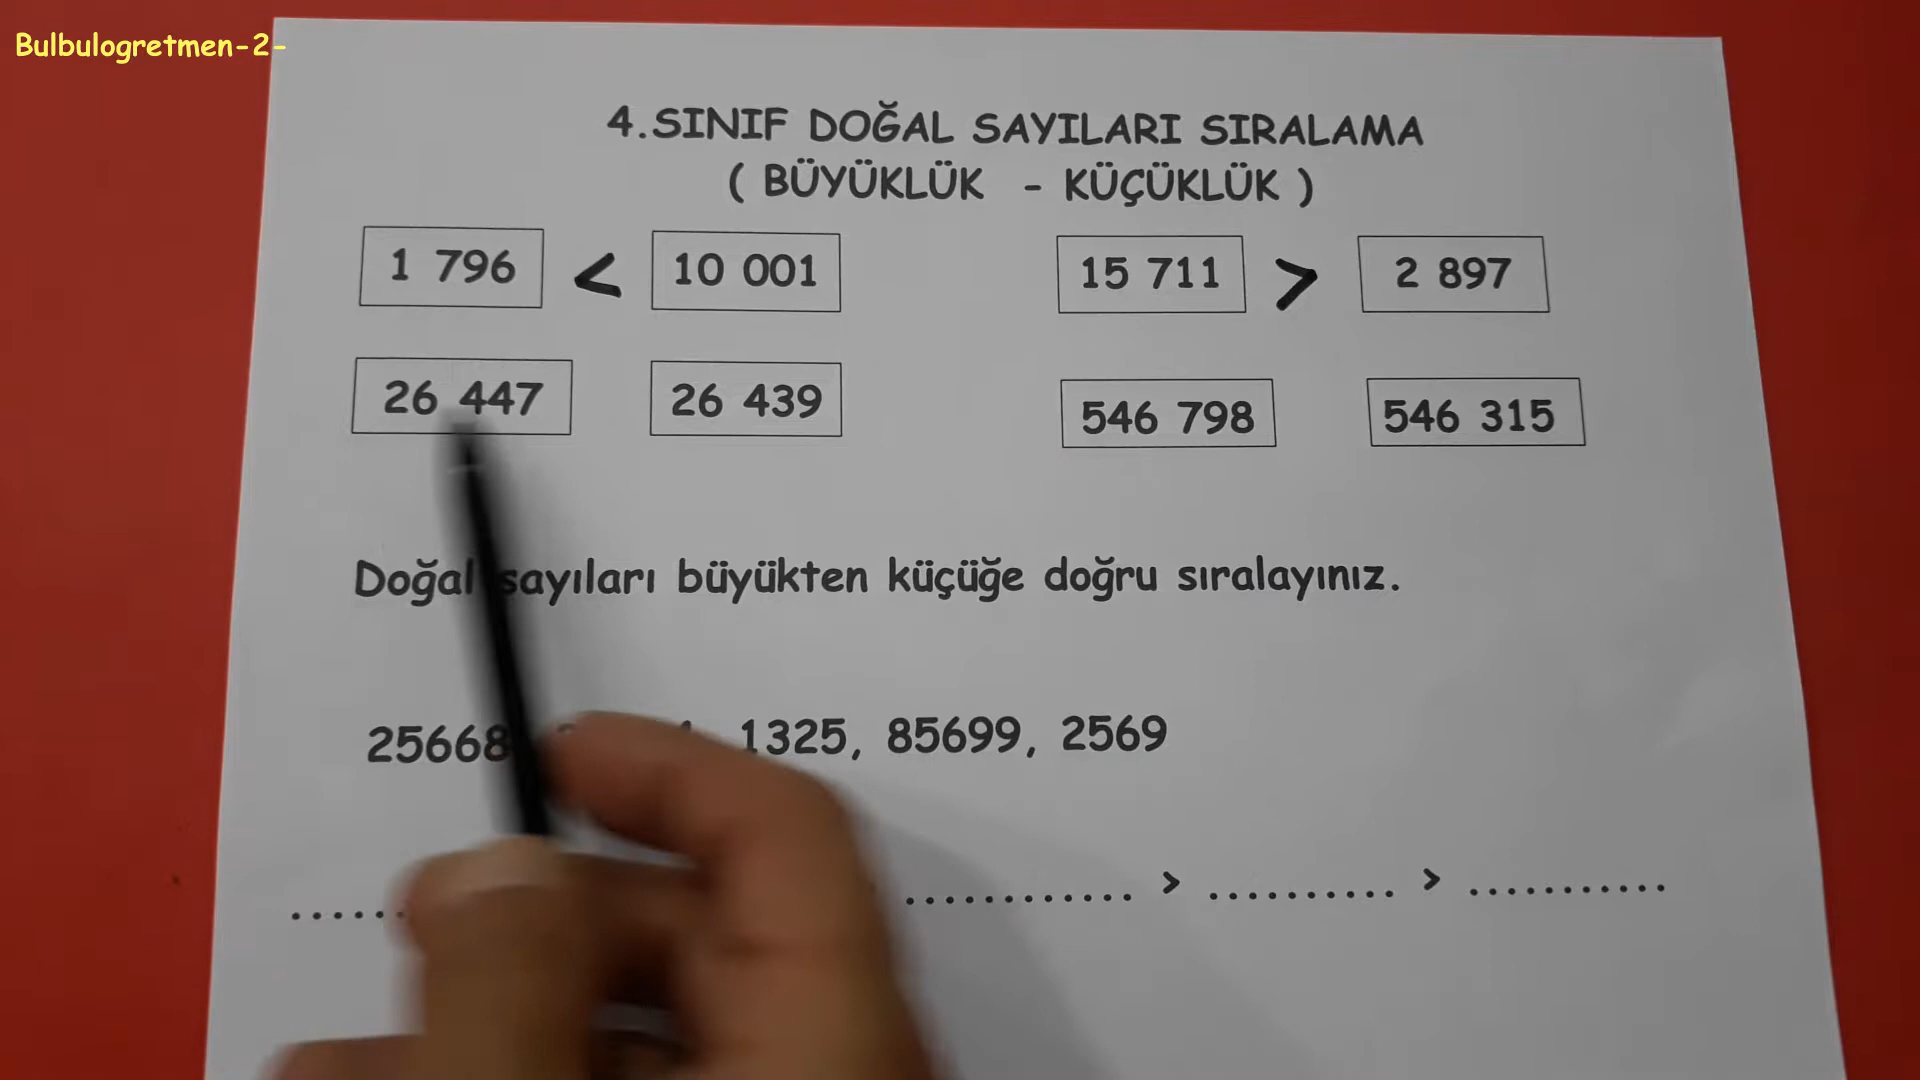 Bulbulogretmen-2-
4.SINIF DOĞAL SAYILARI SIRALAMA
( BÜYÜKLÜK - KÜÇÜKLÜK )
1 796 < 10 001 15 711 > 2 897
26 447 26 439 546 798 546 315
Doğal sayıları büyükten küçüğe doğru sıralayınız.
25668 1325, 85699, 2569
...... ............ > .......... > ...........